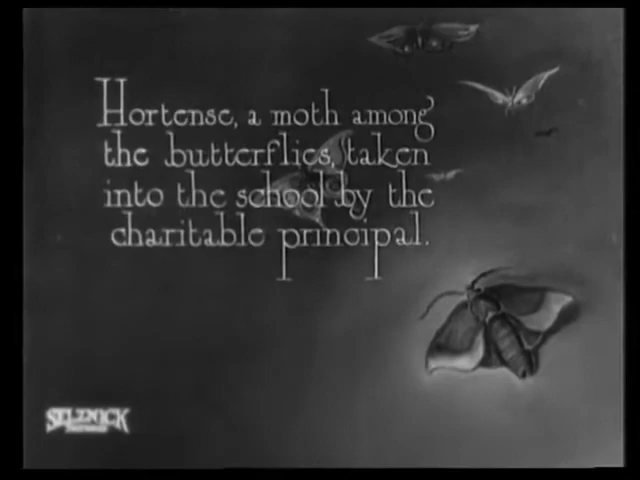 Hortense, a moth among
the butterflies, taken
into the school by the
charitable principal.
SELZNICK